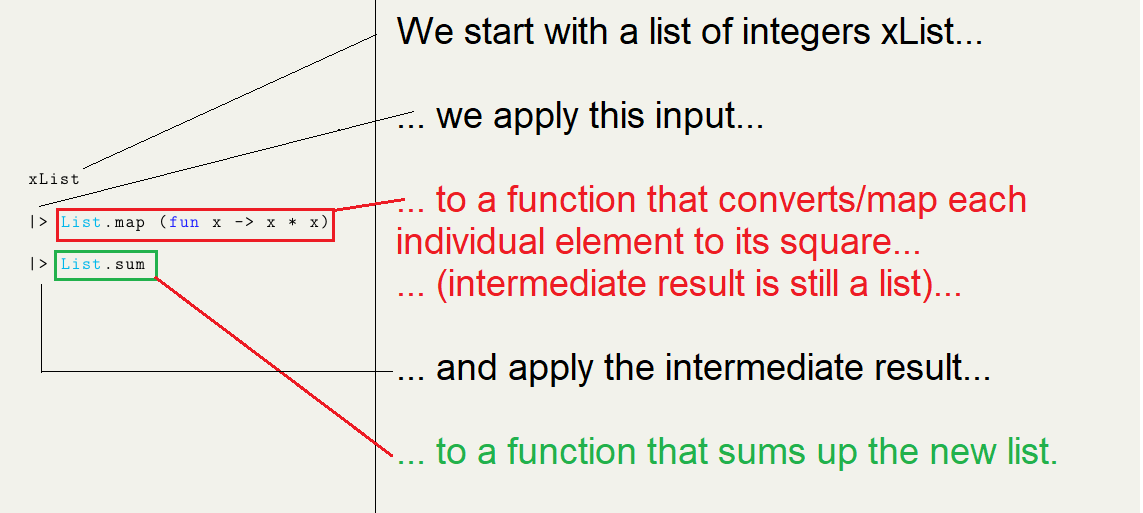 We start with a list of integers xList...
... we apply this input...
xList
|> List.map (fun x -> x * x)
|> List.sum
... to a function that converts/map each
individual element to its square...
... (intermediate result is still a list)...
... and apply the intermediate result...
... to a function that sums up the new list.